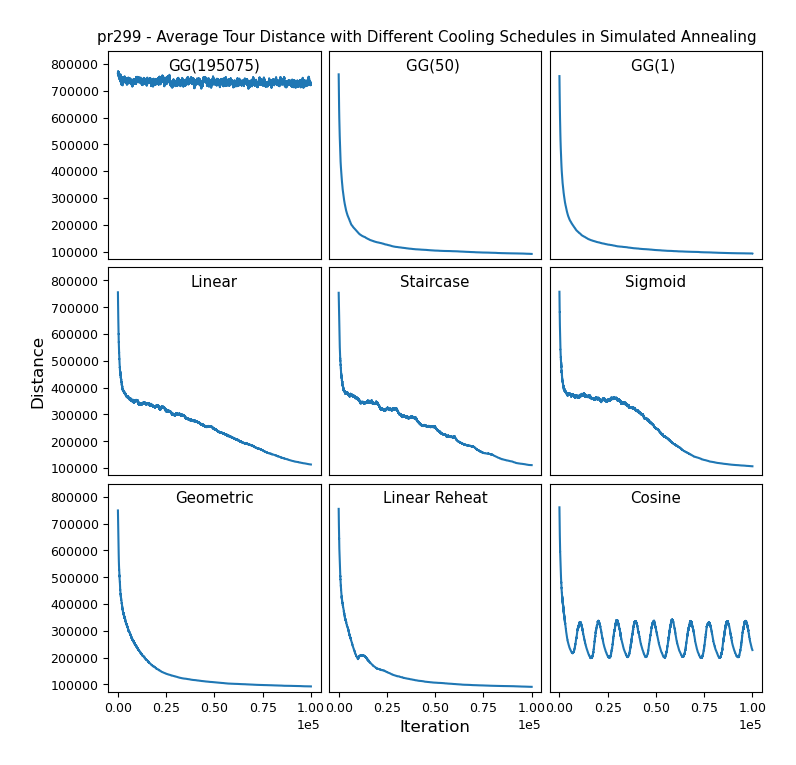 pr299 - Average Tour Distance with Different Cooling Schedules in Simulated Annealing
GG(195075)
GG(50)
GG(1)
800000
700000
600000
500000
400000
300000
200000
100000
Linear
Staircase
Sigmoid
800000
700000
600000
500000
400000
300000
200000
100000
Distance
Geometric
Linear Reheat
Cosine
800000
700000
600000
500000
400000
300000
200000
100000
0.00 0.25 0.50 0.75 1.00
1e5
0.00 0.25 0.50 0.75 1.00
1e5
0.00 0.25 0.50 0.75 1.00
1e5
Iteration